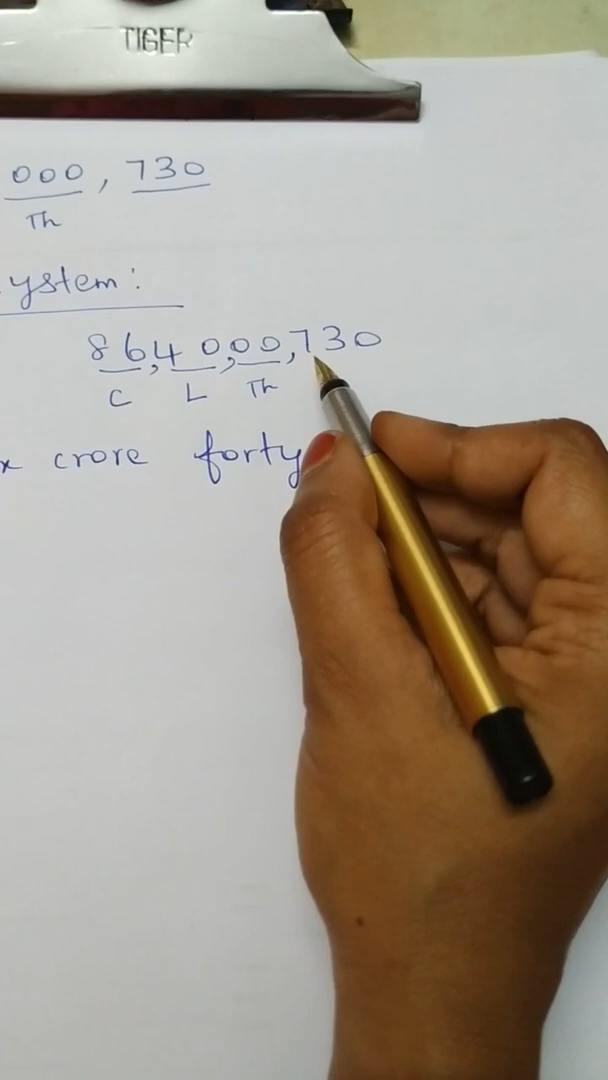 TIGER
000, 730
Th
ystem:
86,40,00,730
C L Th
x crore forty